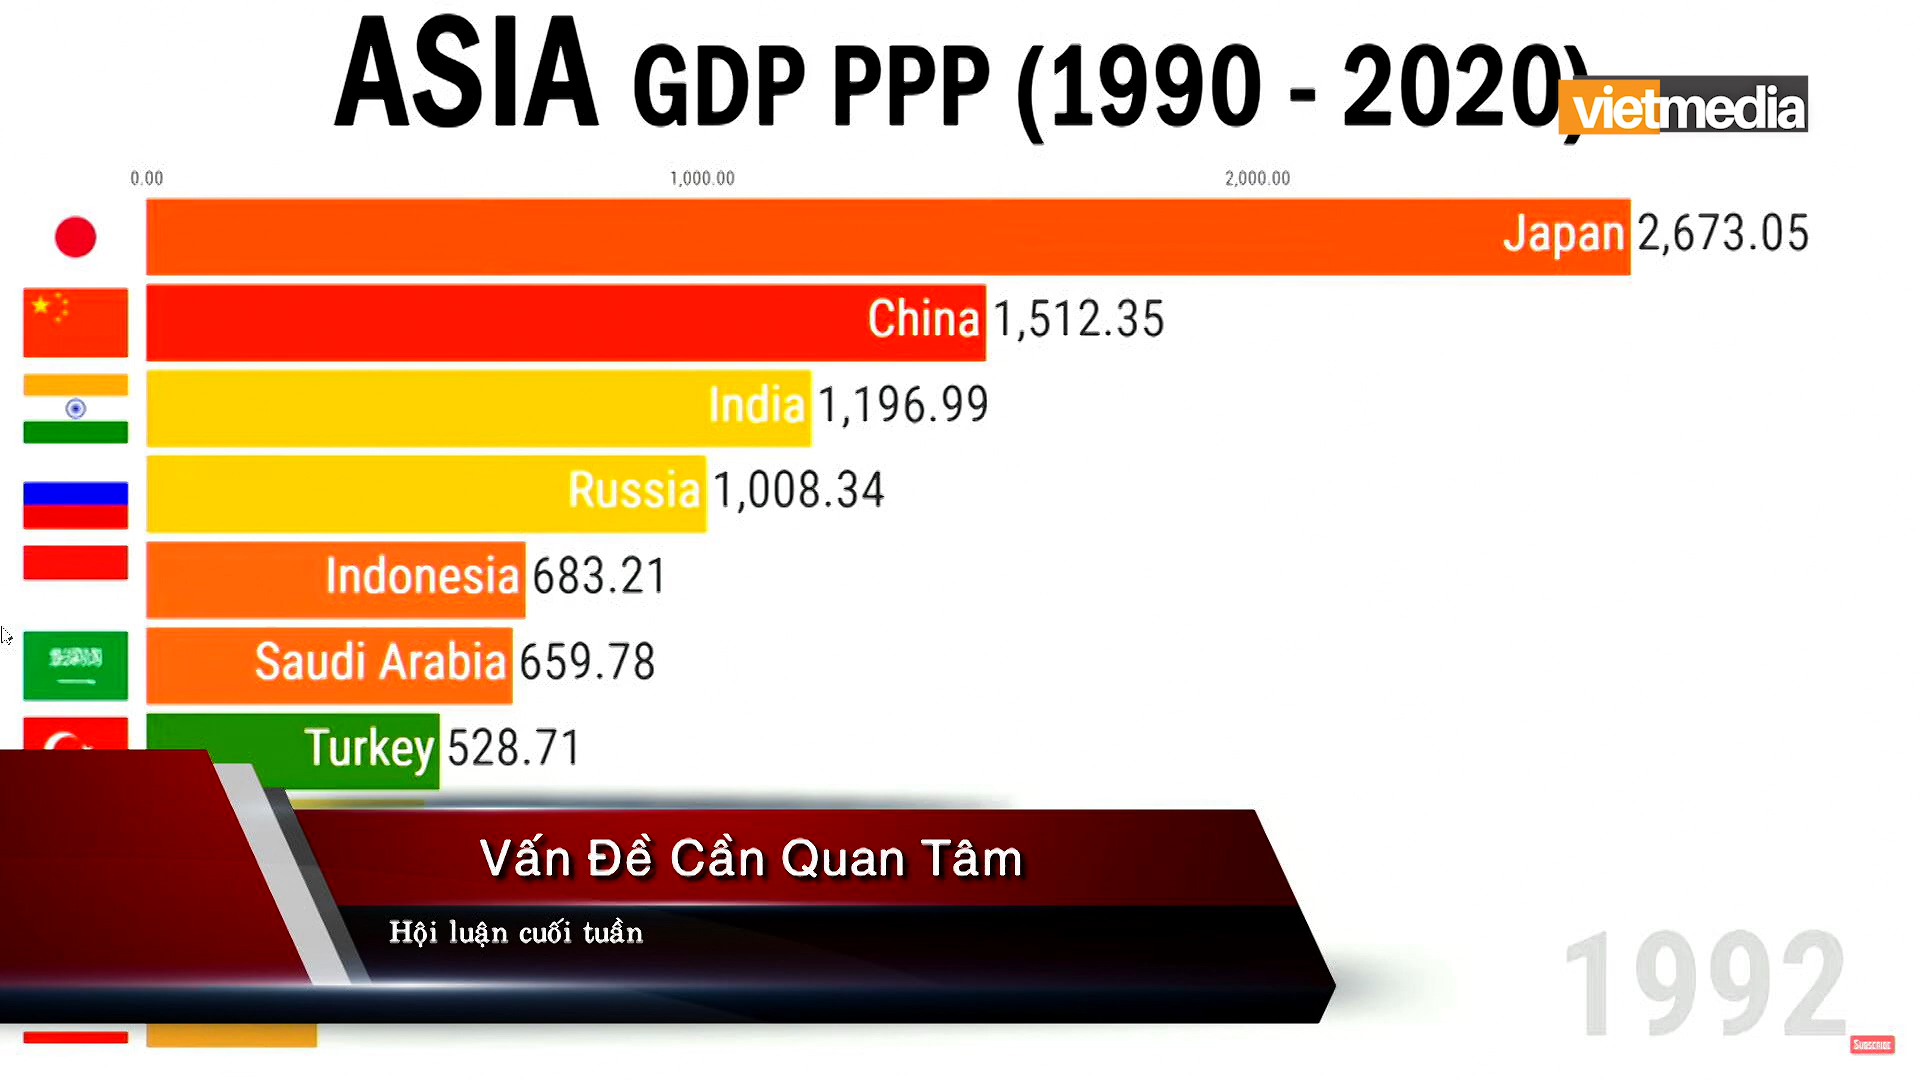 ASIA GDP PPP (1990 - 2020)
vietmedia
0.00 1,000.00 2,000.00
Japan 2,673.05
China 1,512.35
India 1,196.99
Russia 1,008.34
Indonesia 683.21
Saudi Arabia 659.78
Turkey 528.71
Vấn Đề Cần Quan Tâm
Hội luận cuối tuần
1992
SUBSCRIBE